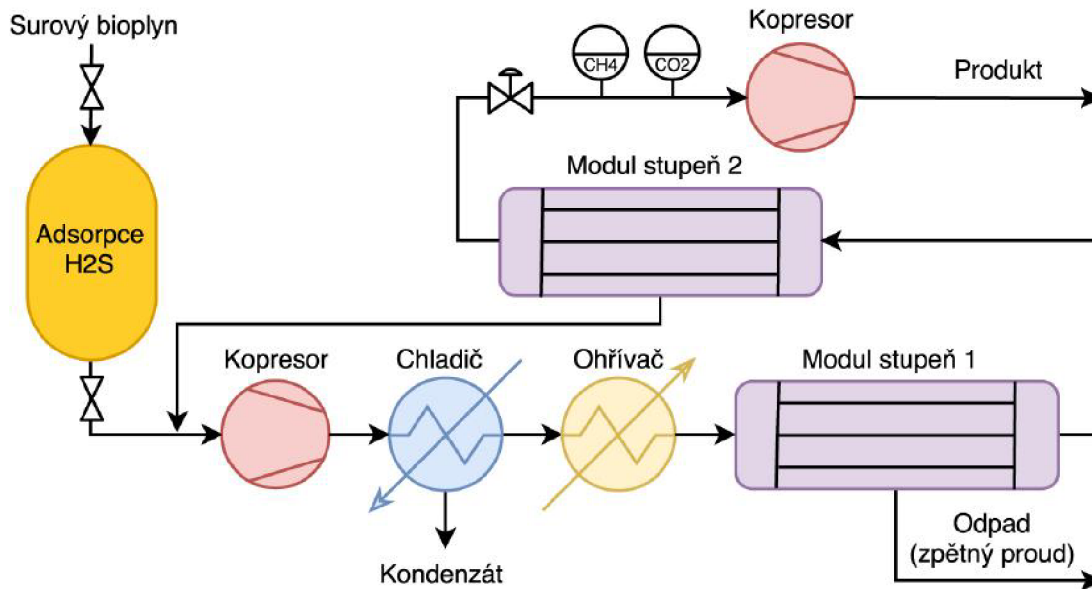 Surový bioplyn
Kopresor
CH4
CO2
Produkt
Modul stupeň 2
Adsorpce
H2S
Kopresor
Chladič
Ohřívač
Modul stupeň 1
Odpad
(zpětný proud)
Kondenzát